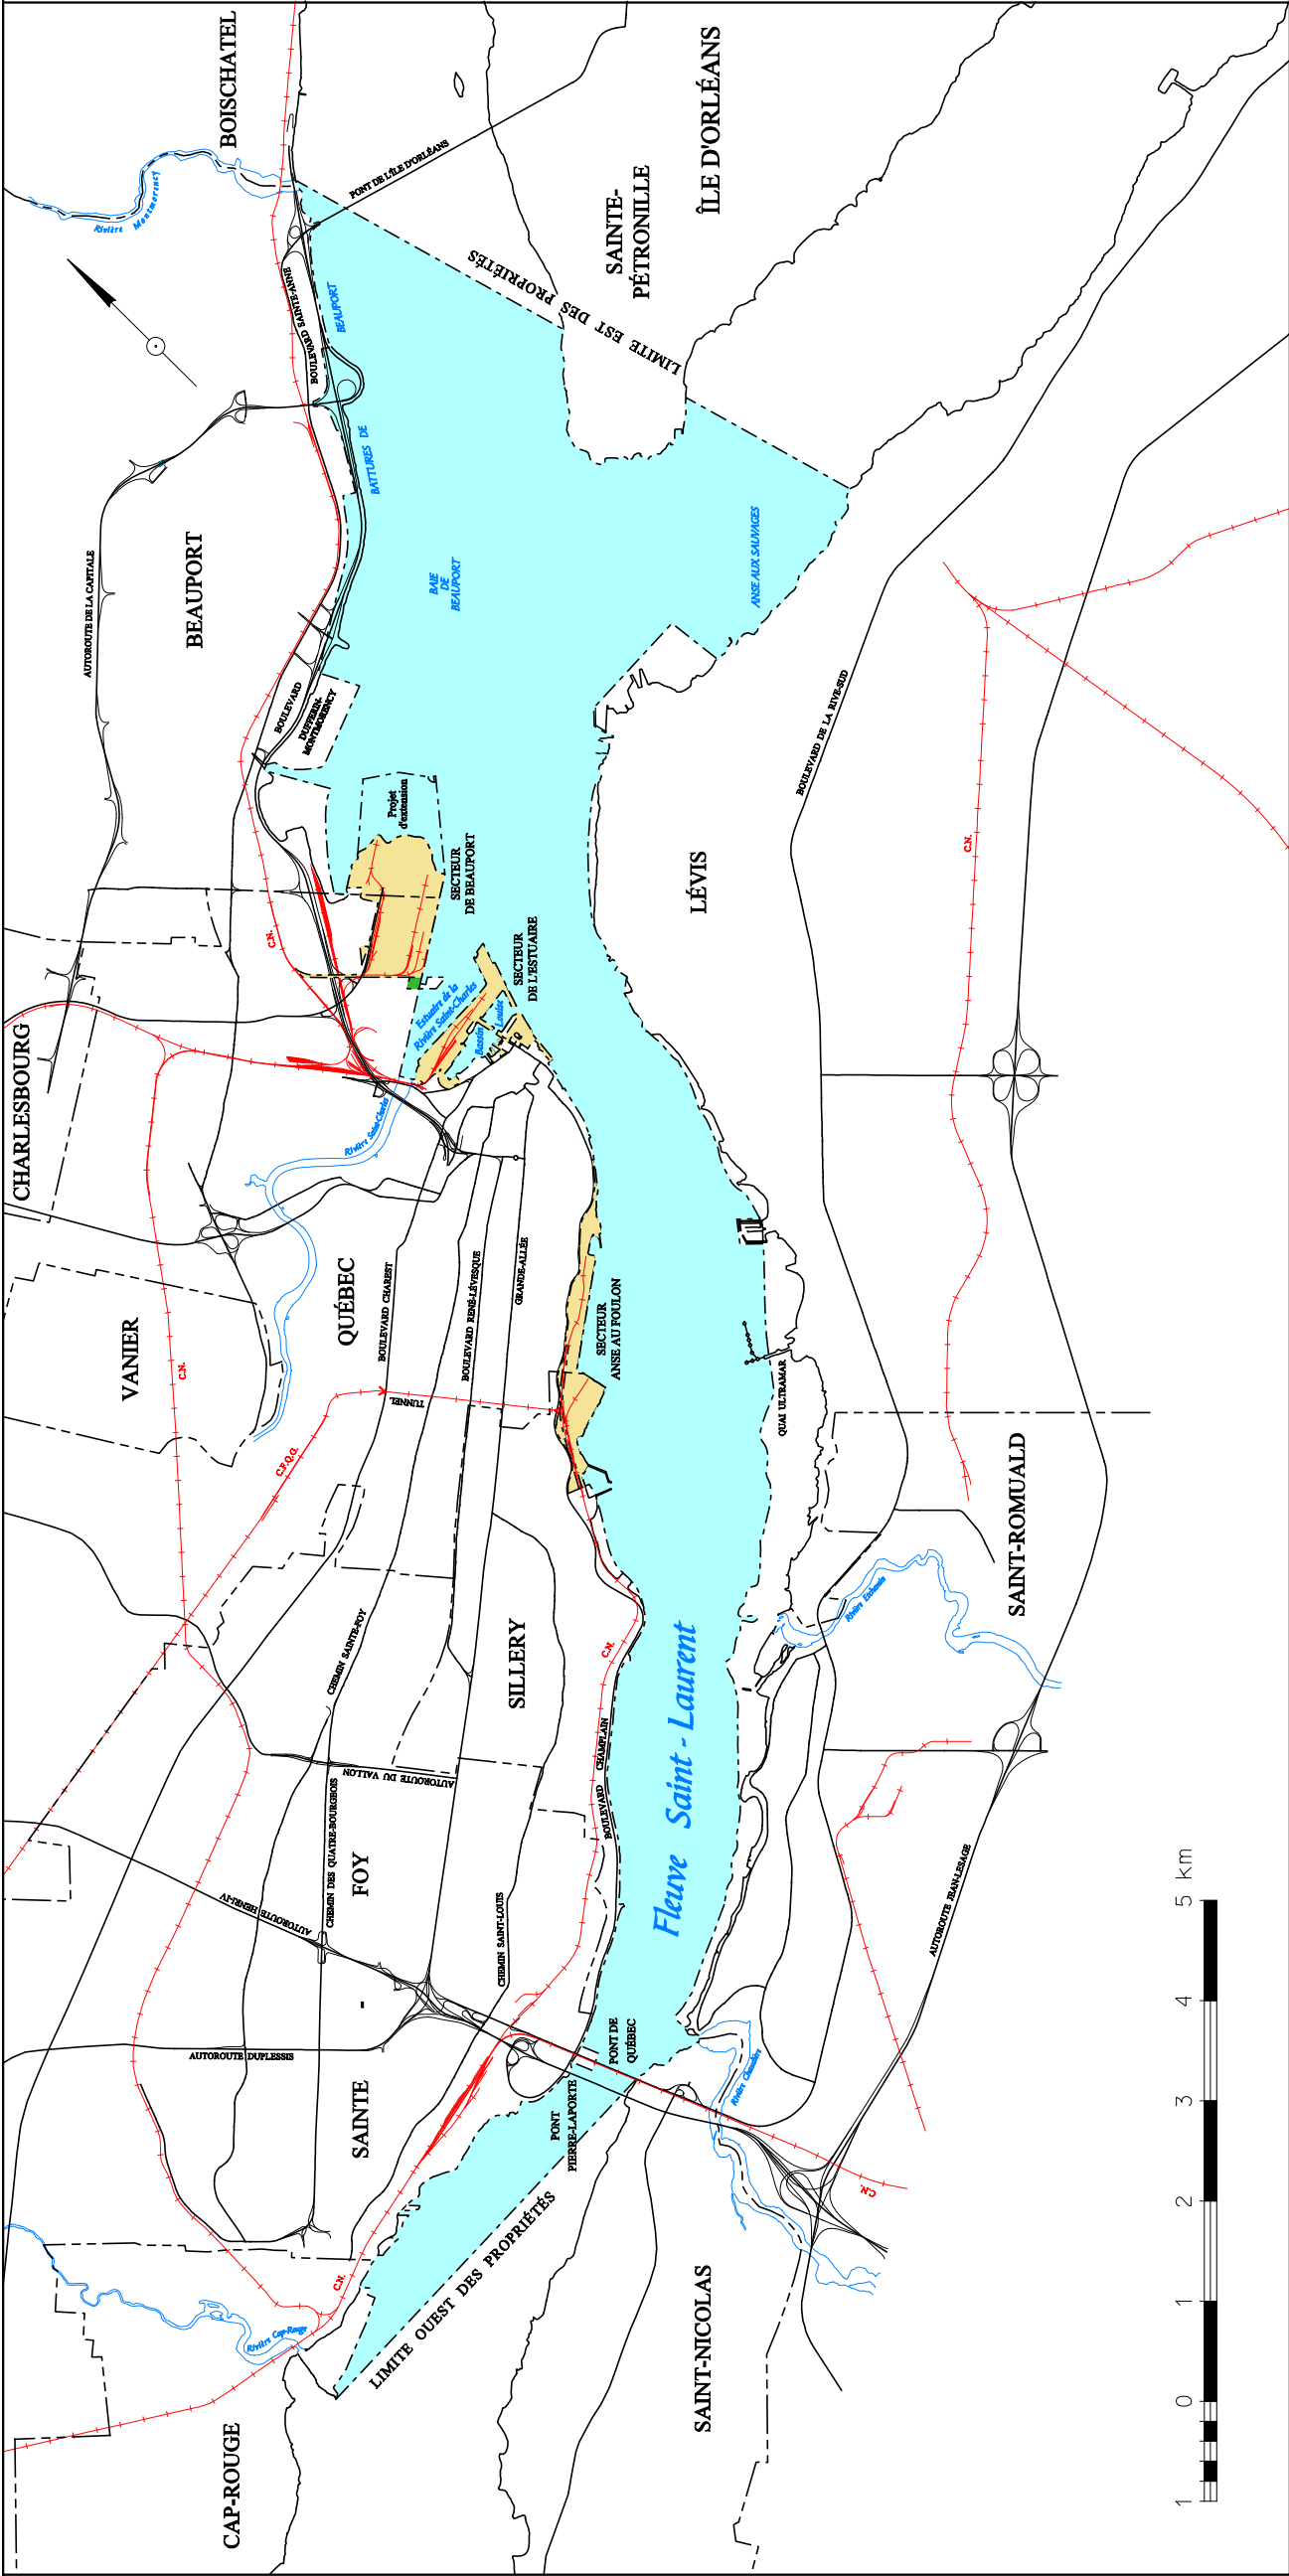 BOISCHATEL
Rivière
Montmorency
PONT DE L'ÎLE D'ORLÉANS
ÎLE D'ORLÉANS
SAINTE-
PÉTRONILLE
LIMITE EST DES PROPRIÉTÉS
BOULEVARD SAINTE-ANNE
BATTURES DE
BEAUPORT
AUTOROUTE DE LA CAPITALE
BEAUPORT
BAIE
DE
BEAUPORT
ANSE AUX SAUVAGES
BOULEVARD
DUFFERIN-
MONTMORENCY
Projet
d'extension
SECTEUR
DE BEAUPORT
SECTEUR
DE L'ESTUAIRE
Estuaire de la
Rivière Saint-Charles
Bassin
Louise
C.N.
LÉVIS
BOULEVARD DE LA RIVE-SUD
C.N.
CHARLESBOURG
Rivière Saint-Charles
VANIER
C.N.
QUÉBEC
BOULEVARD CHAREST
BOULEVARD RENÉ-LÉVESQUE
GRANDE-ALLÉE
TUNNEL
C.F.Q.G.
SECTEUR
ANSE AU FOULON
QUAI ULTRAMAR
SAINT-ROMUALD
Rivière Etchemin
CHEMIN SAINTE-FOY
SILLERY
C.N.
BOULEVARD CHAMPLAIN
Fleuve Saint-Laurent
AUTOROUTE DU VALLON
CHEMIN DES QUATRE-BOURGEOIS
AUTOROUTE HENRI-IV
SAINTE - FOY
CHEMIN SAINT-LOUIS
AUTOROUTE DUPLESSIS
PONT DE
QUÉBEC
PONT
PIERRE-LAPORTE
Rivière Chaudière
AUTOROUTE JEAN-LESAGE
C.N.
C.N.
Rivière Cap-Rouge
LIMITE OUEST DES PROPRIÉTÉS
CAP-ROUGE
SAINT-NICOLAS
1 0 1 2 3 4 5 km